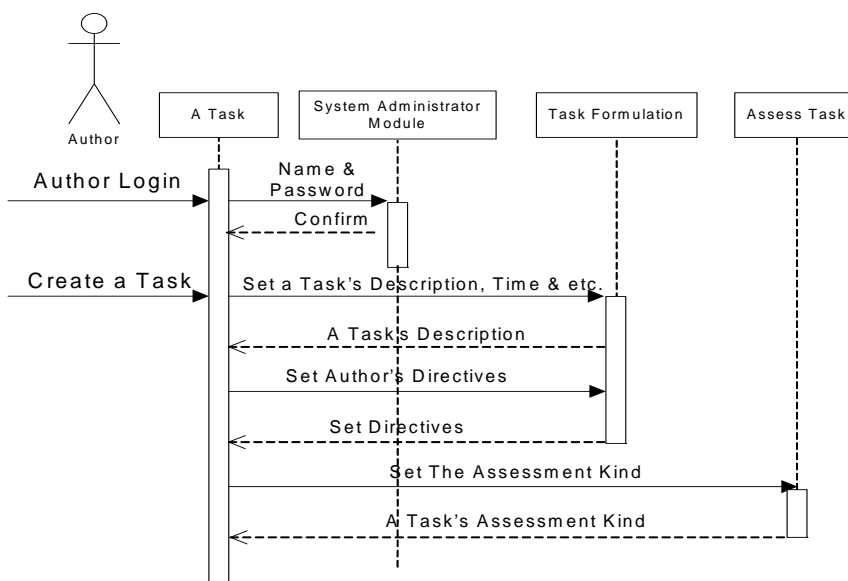 Author
A Task
System Administrator
Module
Task Formulation
Assess Task
Author Login
Name &
Password
Confirm
Create a Task
Set a Task's Description, Time & etc.
A Task's Description
Set Author's Directives
Set Directives
Set The Assessment Kind
A Task's Assessment Kind